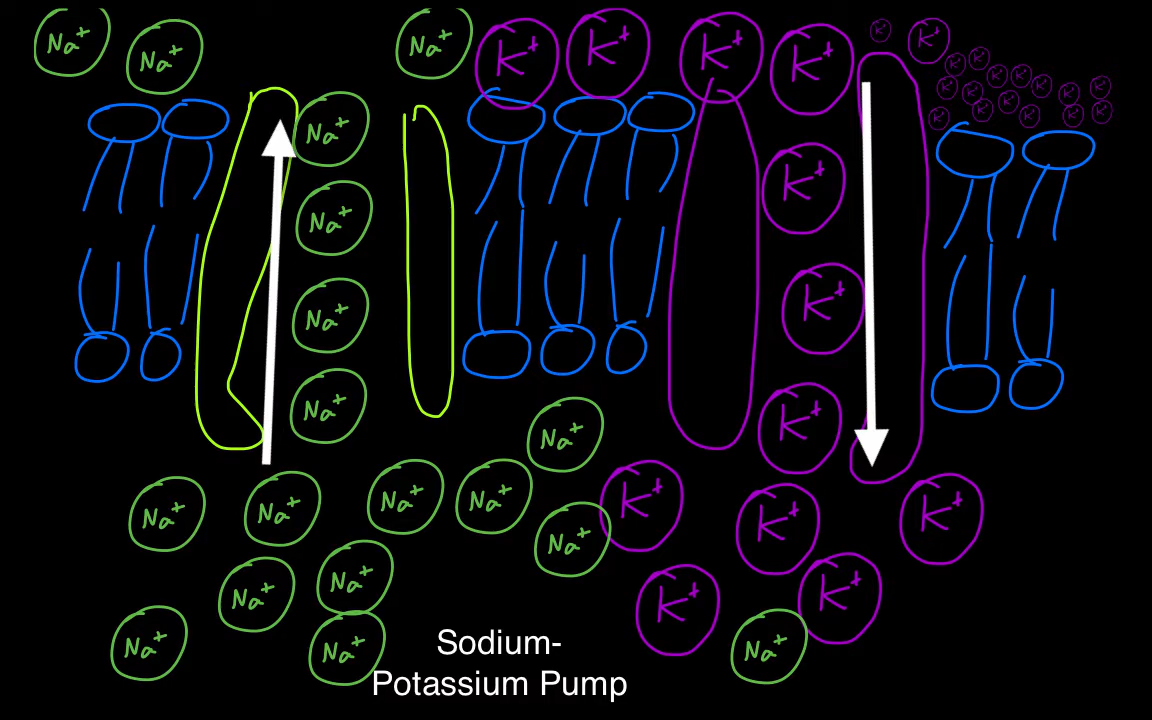 Na⁺ Na⁺ Na⁺ K⁺ K⁺ K⁺ K⁺ K⁺ K⁺
K⁺ K⁺ K⁺ K⁺ K⁺
K⁺ K⁺ K⁺ K⁺ K⁺
K⁺ K⁺ K⁺ K⁺ K⁺
Na⁺
Na⁺ K⁺
Na⁺ K⁺
Na⁺ Na⁺ K⁺
Na⁺ Na⁺ Na⁺ Na⁺ K⁺ K⁺ K⁺
Na⁺
Na⁺ Na⁺ K⁺ K⁺
Na⁺ Na⁺ Na⁺
Sodium-
Potassium Pump